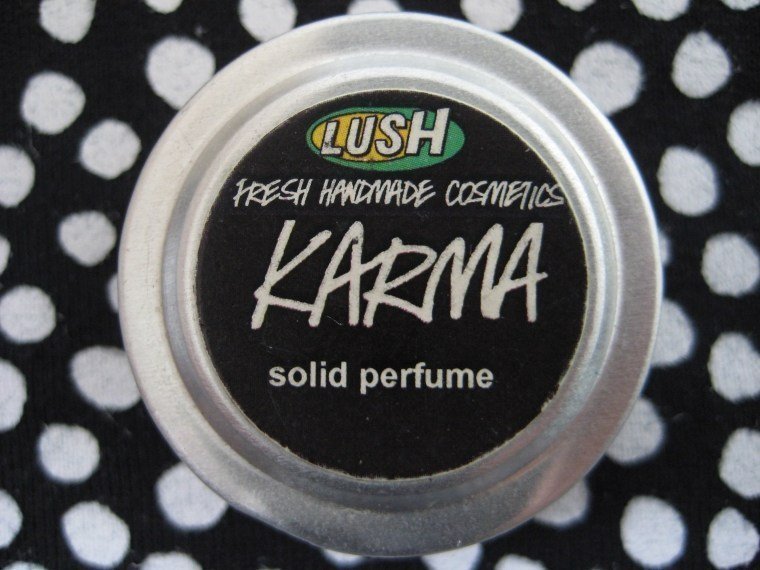 LUSH
FRESH HANDMADE COSMETICS
KARMA
solid perfume